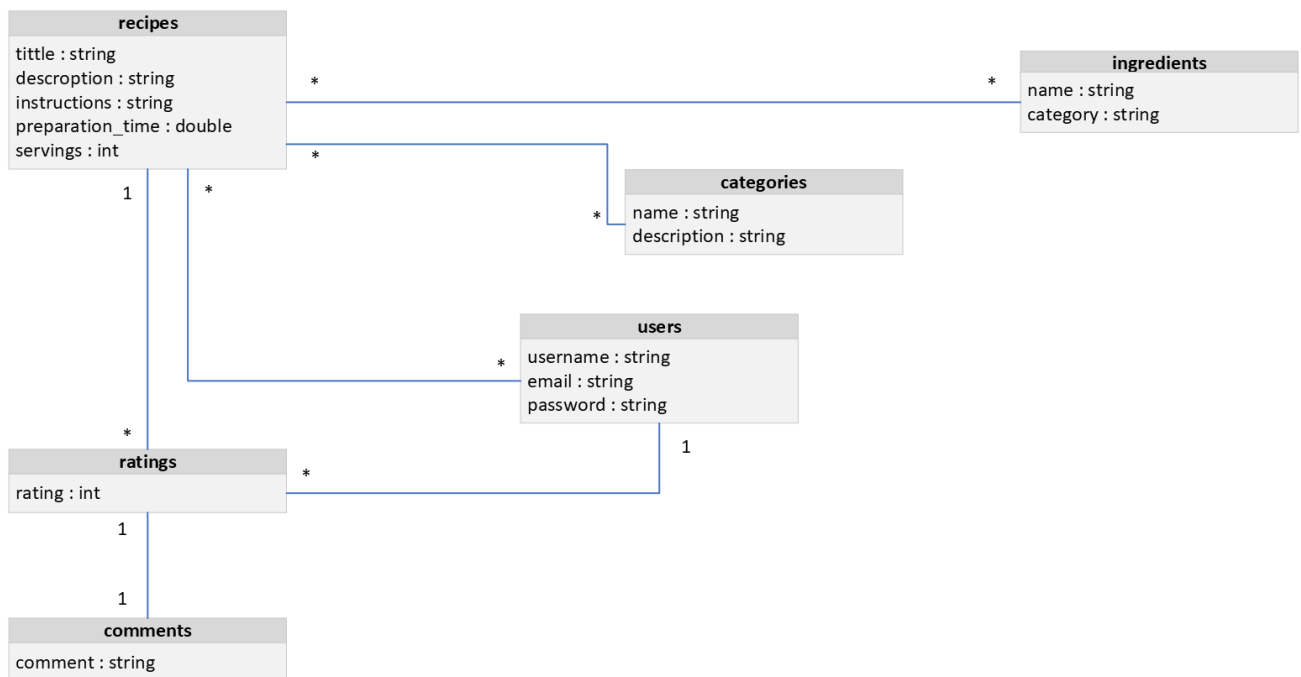 recipes
tittle : string
descroption : string
instructions : string
preparation_time : double
servings : int
*
*
ingredients
name : string
category : string
*
*
categories
name : string
description : string
1
*
*
users
username : string
email : string
password : string
1
*
*
ratings
rating : int
1
1
comments
comment : string